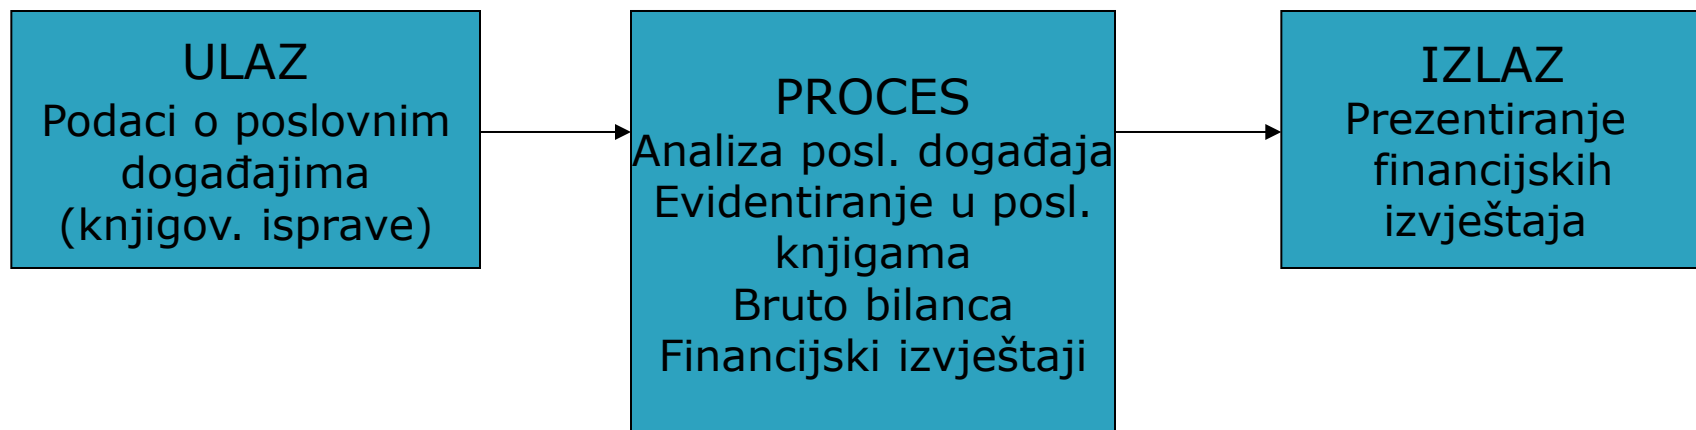 ULAZ
Podaci o poslovnim
događajima
(knjigov. isprave)
PROCES
Analiza posl. događaja
Evidentiranje u posl.
knjigama
Bruto bilanca
Financijski izvještaji
IZLAZ
Prezentiranje
financijskih
izvještaja